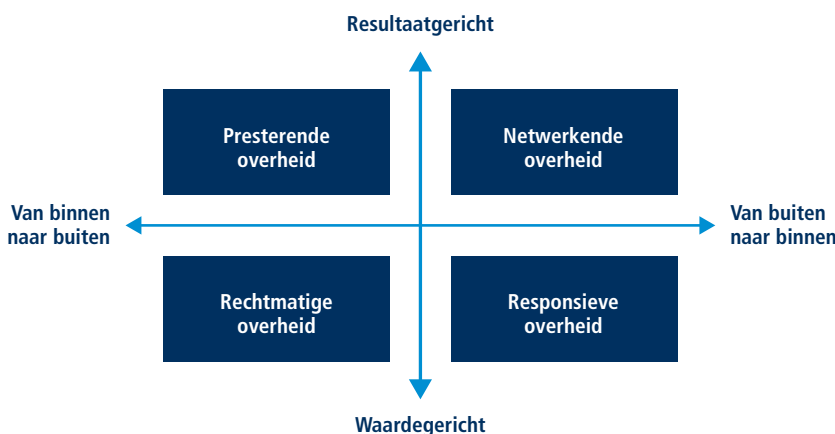 Resultaatgericht
Presterende
overheid
Netwerkende
overheid
Van binnen
naar buiten
Van buiten
naar binnen
Rechtmatige
overheid
Responsieve
overheid
Waardegericht